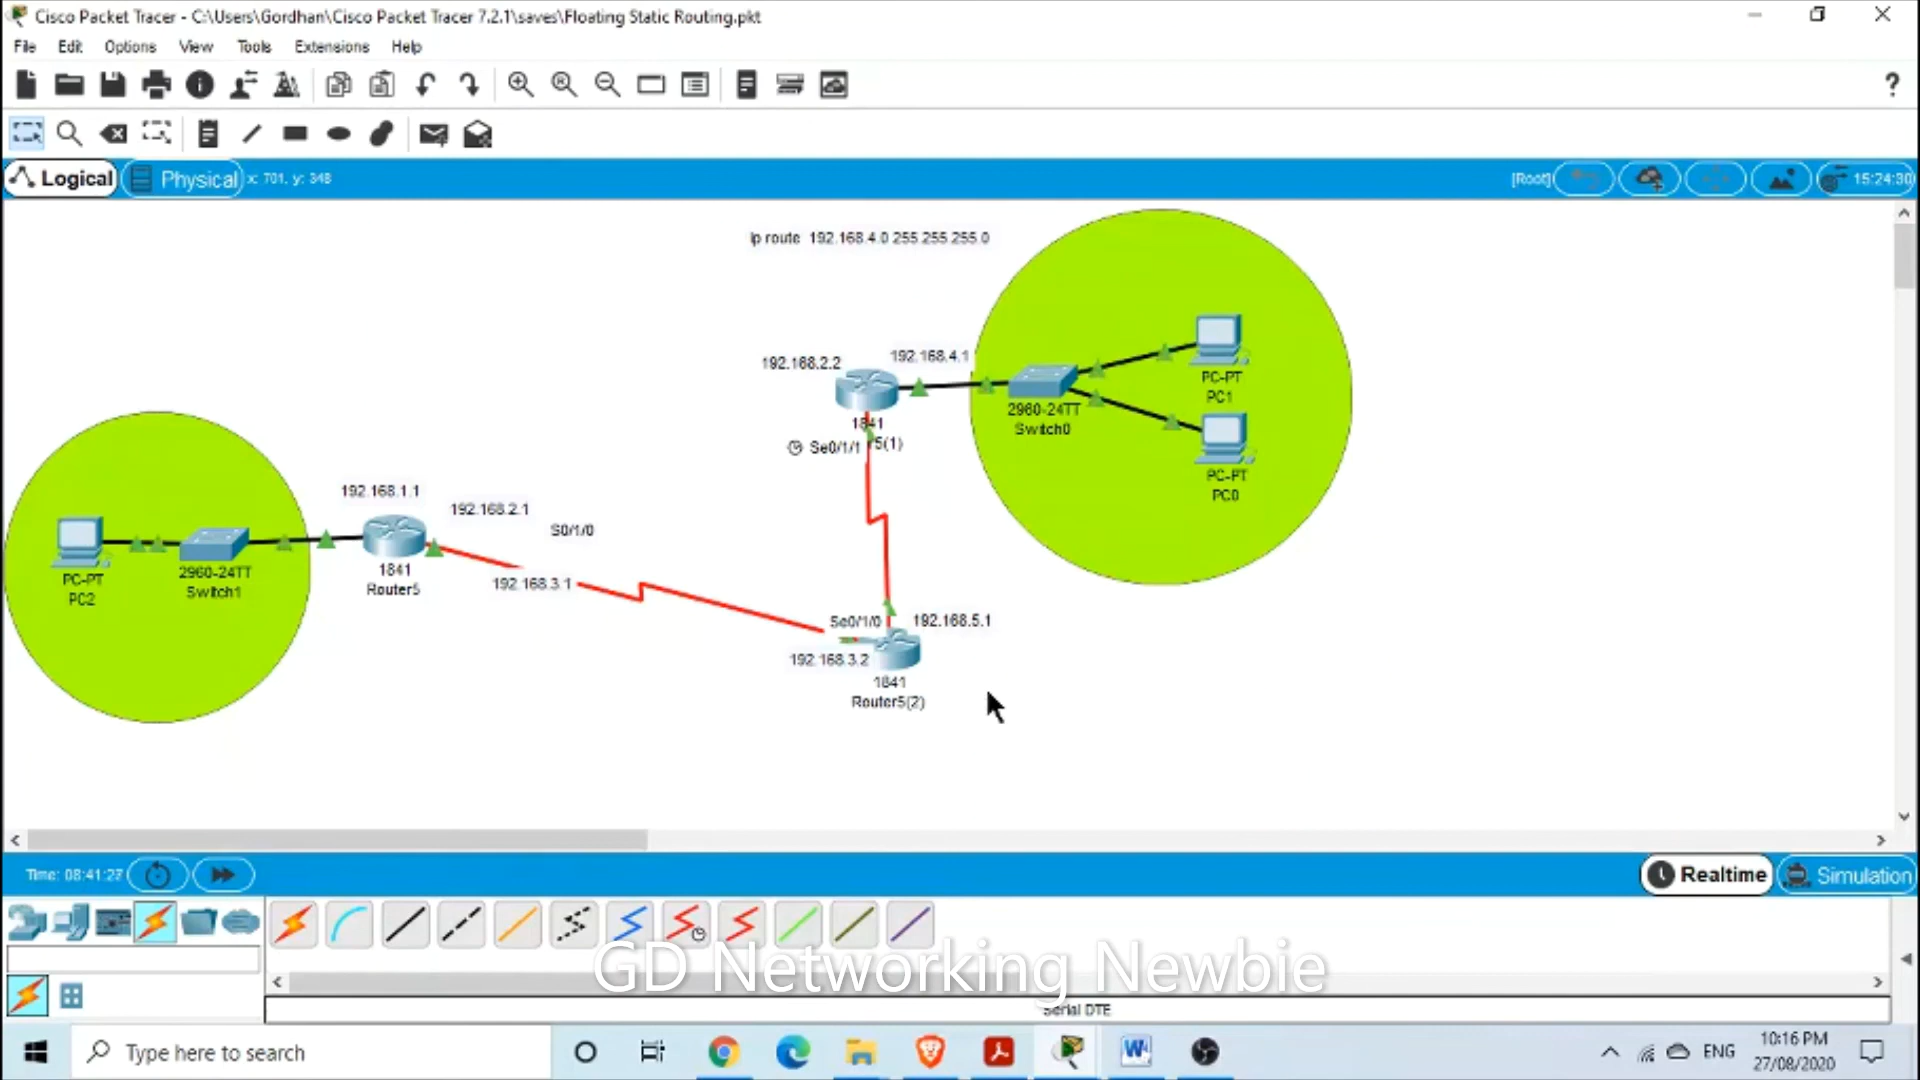 Cisco Packet Tracer - C:\Users\Gordhan\Cisco Packet Tracer 7.2.1\saves\Floating Static Routing.pkt
File Edit Options View Tools Extensions Help
Logical Physical x: 701, y: 348 [Root] 15:24:30
ip route 192.168.4.0 255.255.255.0
192.168.2.2 192.168.4.1
1841
Se0/1/1 r5(1)
2960-24TT
Switch0
PC-PT
PC1
PC-PT
PC0
192.168.1.1
192.168.2.1
S0/1/0
PC-PT
PC2
2960-24TT
Switch1
1841
Router5
192.168.3.1
Se0/1/0 192.168.5.1
192.168.3.2
1841
Router5(2)
Time: 08:41:27 Realtime Simulation
GD Networking Newbie
Serial DTE
Type here to search
ENG
10:16 PM
27/08/2020